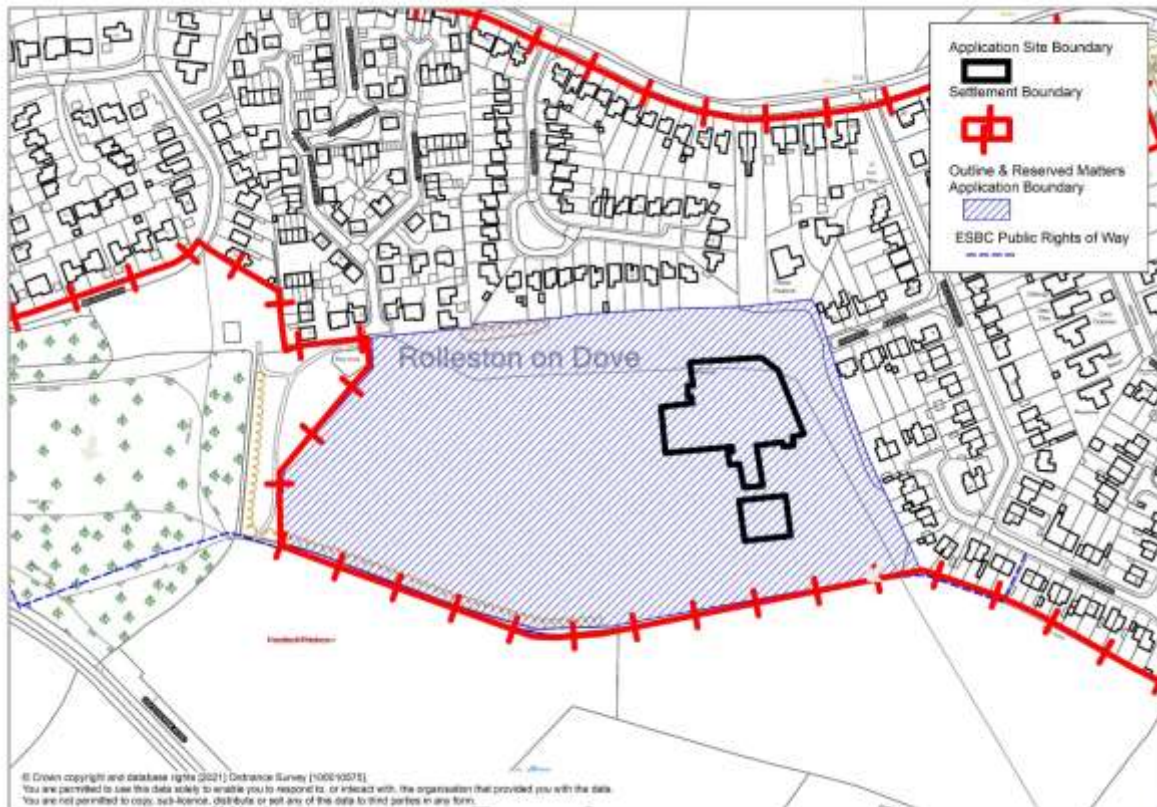 Application Site Boundary
Settlement Boundary
Outline & Reserved Matters
Application Boundary
ESBC Public Rights of Way
Rolleston on Dove
© Crown copyright and database rights [2021] Ordnance Survey [100010575].
You are permitted to use this data solely to enable you to respond to, or interact with, the organisation that provided you with the data.
You are not permitted to copy, sub-licence, distribute or sell any of this data to third parties in any form.